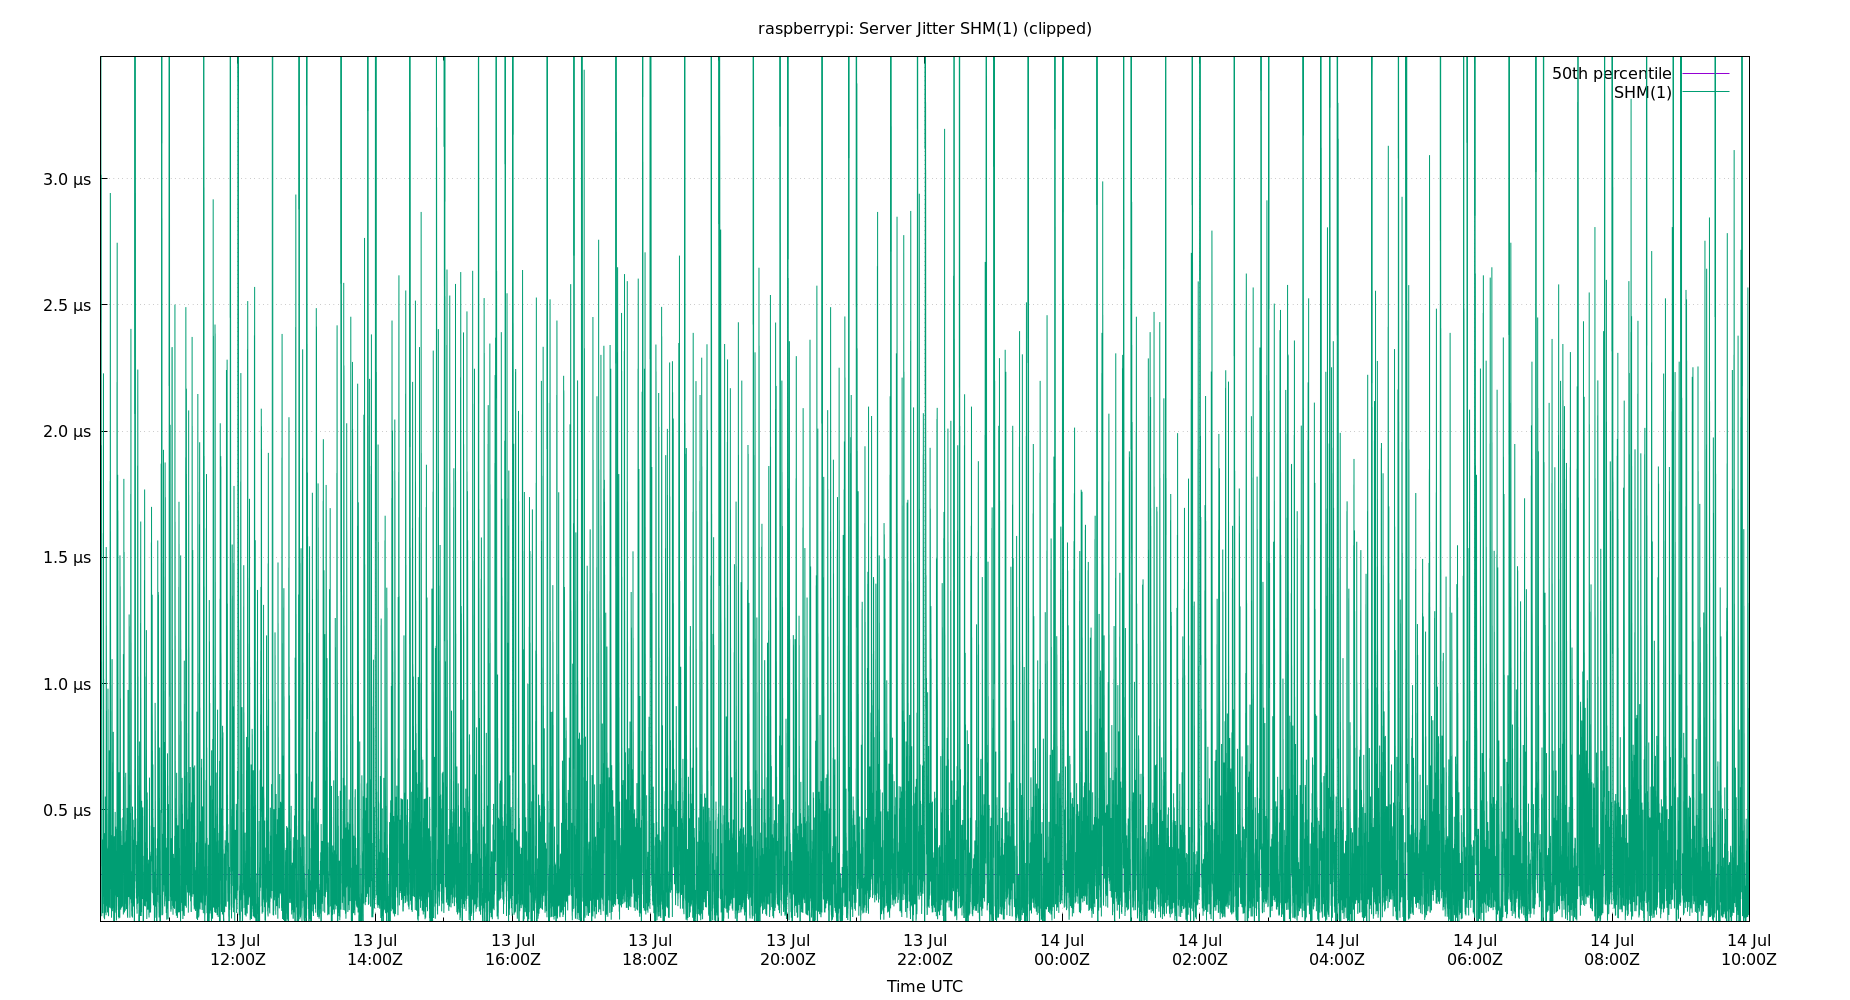 raspberrypi: Server Jitter SHM(1) (clipped)
50th percentile
SHM(1)
3.0 µs
2.5 µs
2.0 µs
1.5 µs
1.0 µs
0.5 µs
13 Jul 13 Jul 13 Jul 13 Jul 13 Jul 13 Jul 14 Jul 14 Jul 14 Jul 14 Jul 14 Jul 14 Jul
12:00Z 14:00Z 16:00Z 18:00Z 20:00Z 22:00Z 00:00Z 02:00Z 04:00Z 06:00Z 08:00Z 10:00Z
Time UTC